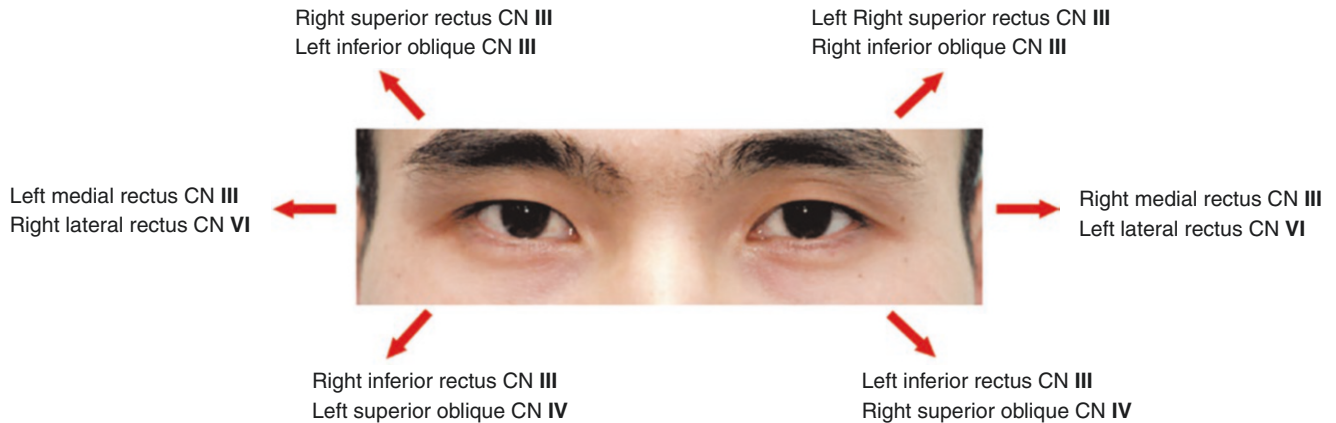 Right superior rectus CN III
Left inferior oblique CN III
Left Right superior rectus CN III
Right inferior oblique CN III
Left medial rectus CN III
Right lateral rectus CN VI
Right medial rectus CN III
Left lateral rectus CN VI
Right inferior rectus CN III
Left superior oblique CN IV
Left inferior rectus CN III
Right superior oblique CN IV